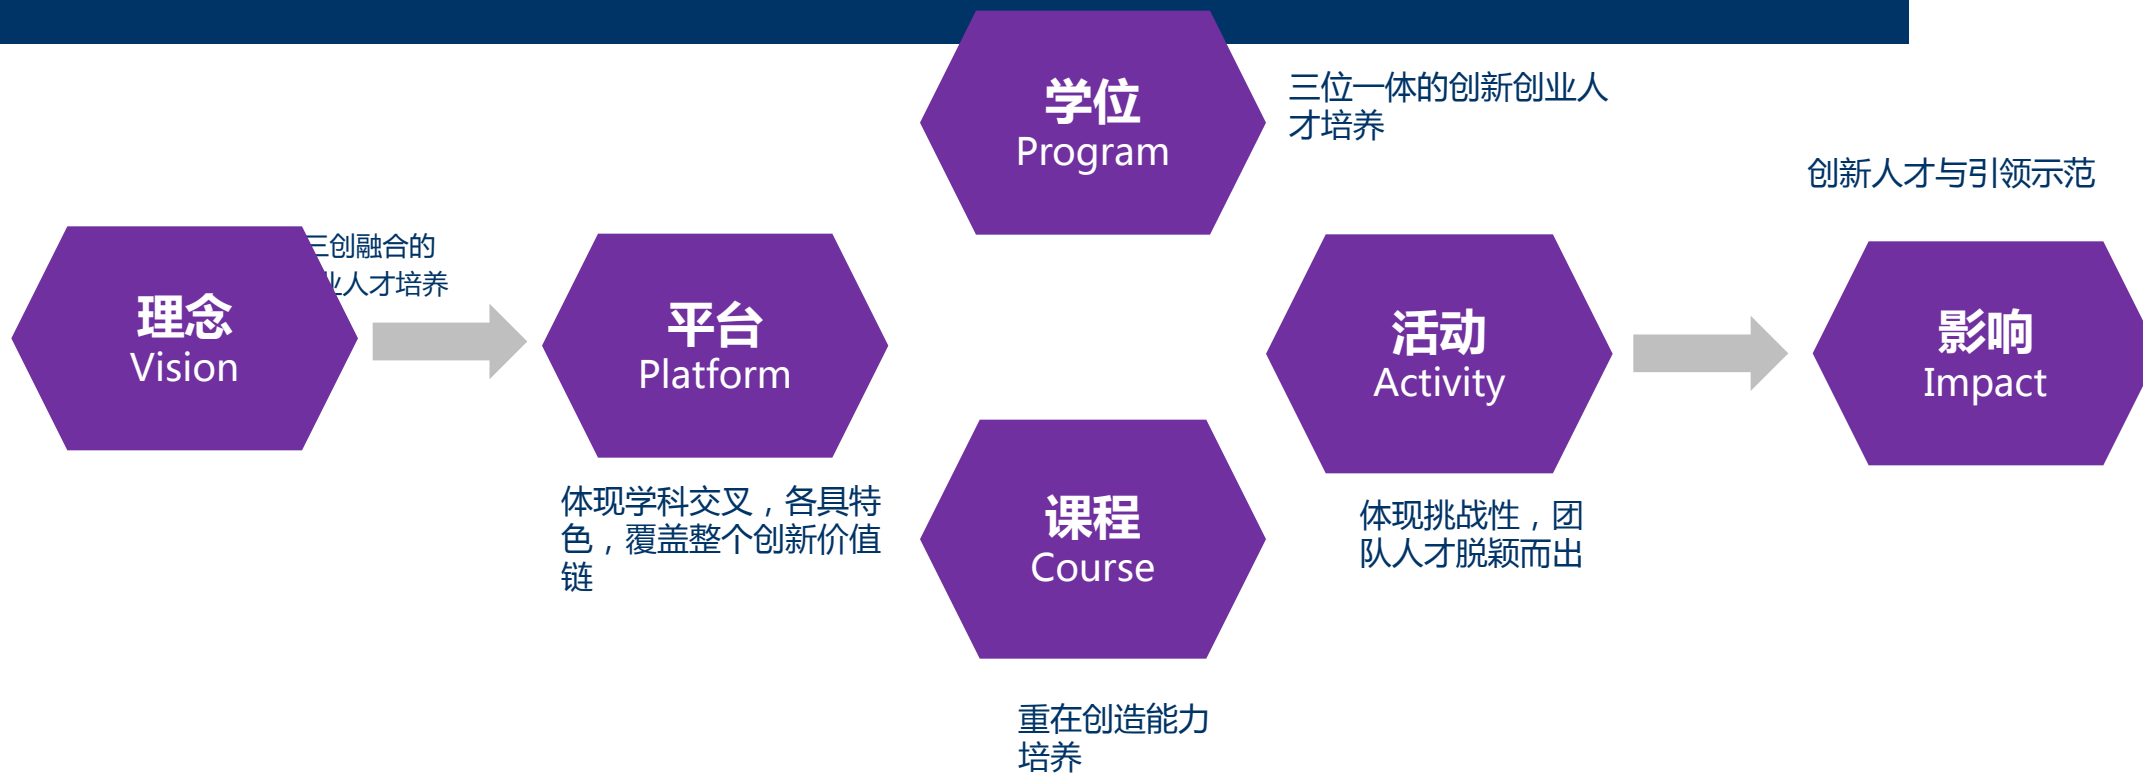 学位
Program
三位一体的创新创业人
才培养
创新人才与引领示范
三创融合的
业人才培养
理念
Vision
平台
Platform
活动
Activity
影响
Impact
体现学科交叉，各具特
色，覆盖整个创新价值
链
课程
Course
体现挑战性，团
队人才脱颖而出
重在创造能力
培养